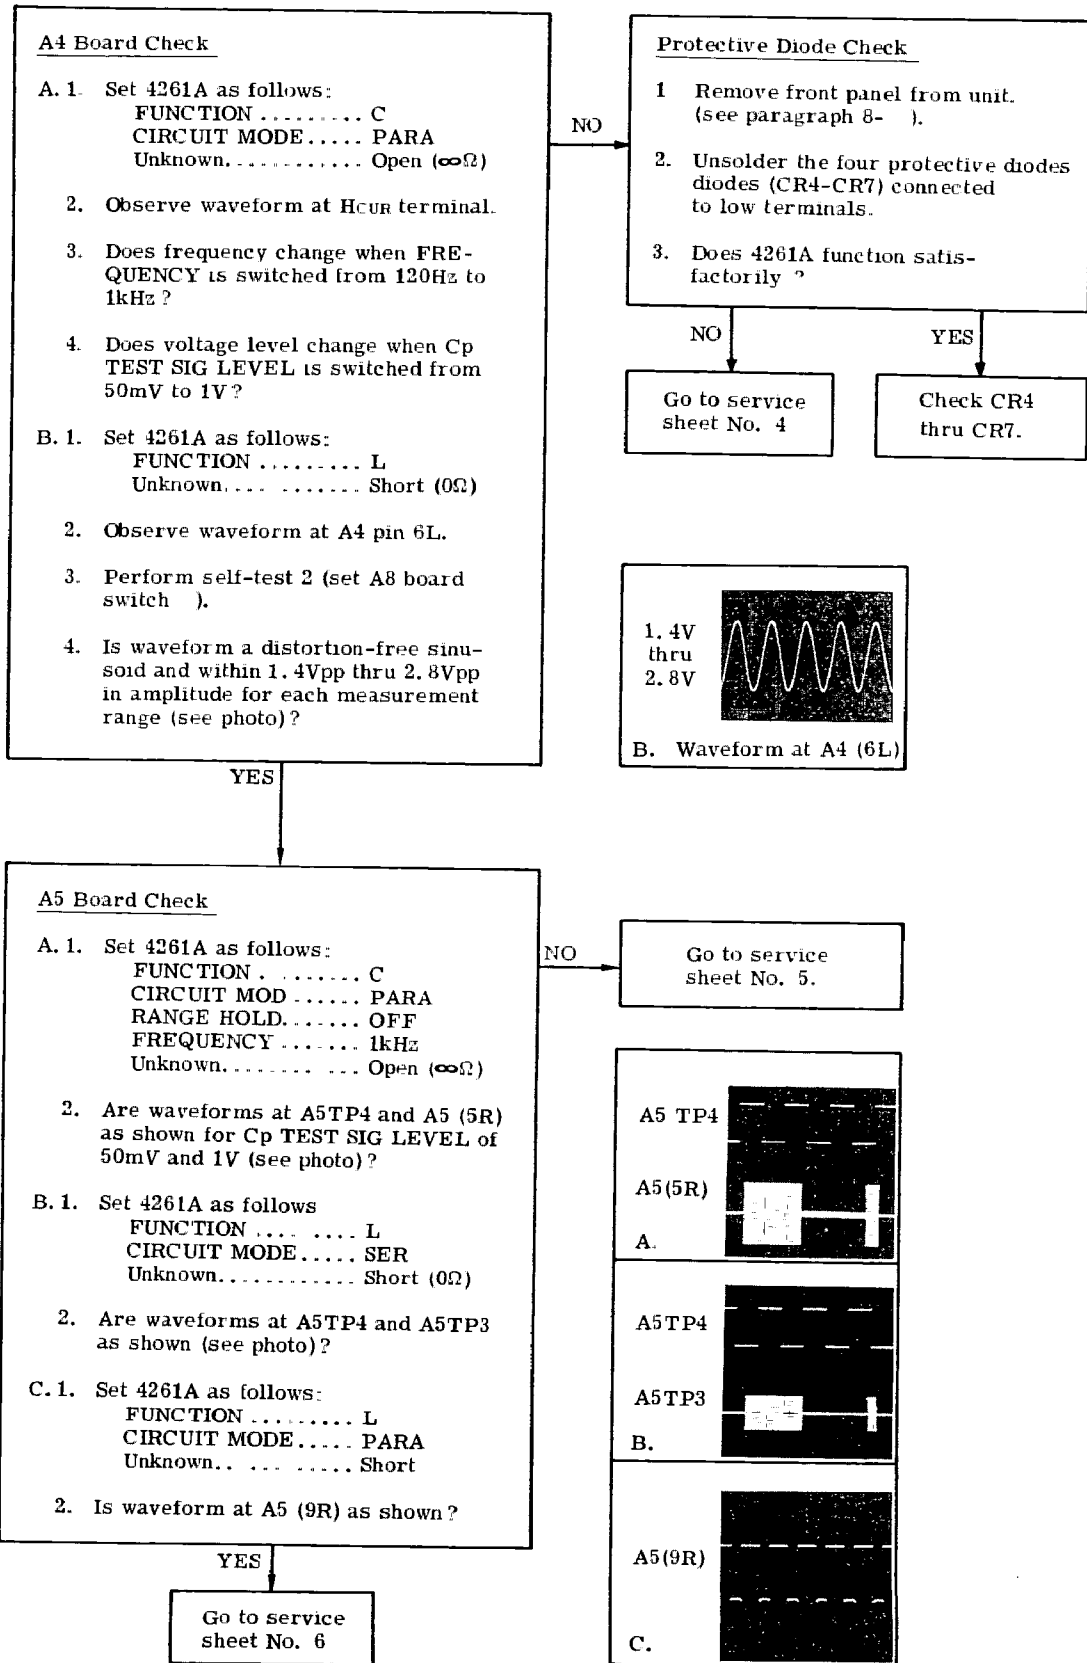 A4 Board Check
A. 1. Set 4261A as follows:
FUNCTION ......... C
CIRCUIT MODE ..... PARA
Unknown............ Open (∞Ω)
2. Observe waveform at HCUR terminal.
3. Does frequency change when FRE-
QUENCY is switched from 120Hz to
1kHz ?
4. Does voltage level change when Cp
TEST SIG LEVEL is switched from
50mV to 1V ?
B. 1. Set 4261A as follows:
FUNCTION ......... L
Unknown.... ....... Short (0Ω)
2. Observe waveform at A4 pin 6L.
3. Perform self-test 2 (set A8 board
switch ).
4. Is waveform a distortion-free sinu-
soid and within 1.4Vpp thru 2.8Vpp
in amplitude for each measurement
range (see photo) ?
NO
Protective Diode Check
1 Remove front panel from unit.
(see paragraph 8- ).
2. Unsolder the four protective diodes
diodes (CR4-CR7) connected
to low terminals.
3. Does 4261A function satis-
factorily ?
NO
YES
Go to service
sheet No. 4
Check CR4
thru CR7.
1.4V
thru
2.8V
B. Waveform at A4 (6L)
YES
A5 Board Check
A. 1. Set 4261A as follows:
FUNCTION . ........ C
CIRCUIT MOD ...... PARA
RANGE HOLD....... OFF
FREQUENCY ....... 1kHz
Unknown......... ... Open (∞Ω)
2. Are waveforms at A5TP4 and A5 (5R)
as shown for Cp TEST SIG LEVEL of
50mV and 1V (see photo) ?
B. 1. Set 4261A as follows
FUNCTION .... .... L
CIRCUIT MODE ..... SER
Unknown............ Short (0Ω)
2. Are waveforms at A5TP4 and A5TP3
as shown (see photo) ?
C. 1. Set 4261A as follows:
FUNCTION ......... L
CIRCUIT MODE ..... PARA
Unknown.. .... ..... Short
2. Is waveform at A5 (9R) as shown ?
NO
Go to service
sheet No. 5.
A5 TP4
A5(5R)
A.
A5TP4
A5TP3
B.
A5(9R)
C.
YES
Go to service
sheet No. 6